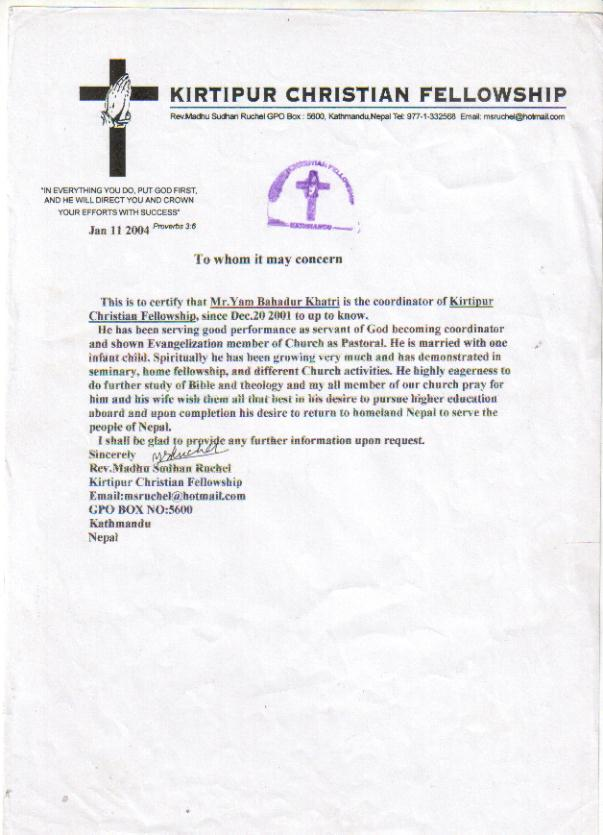 KIRTIPUR CHRISTIAN FELLOWSHIP
Rev.Madhu Sudhan Ruchel GPO Box : 5600, Kathmandu,Nepal Tel: 977-1-332568 Email: msruchel@hotmail.com
CHRISTIAN FELLOWSHIP
KATHMANDU
"IN EVERYTHING YOU DO, PUT GOD FIRST,
AND HE WILL DIRECT YOU AND CROWN
YOUR EFFORTS WITH SUCCESS"
Proverbs 3:6
Jan 11 2004
To whom it may concern
This is to certify that Mr.Yam Bahadur Khatri is the coordinator of Kirtipur
Christian Fellowship, since Dec.20 2001 to up to know.
He has been serving good performance as servant of God becoming coordinator
and shown Evangelization member of Church as Pastoral. He is married with one
infant child. Spiritually he has been growing very much and has demonstrated in
seminary, home fellowship, and different Church activities. He highly eagerness to
do further study of Bible and theology and my all member of our church pray for
him and his wife wish them all that best in his desire to pursue higher education
aboard and upon completion his desire to return to homeland Nepal to serve the
people of Nepal.
I shall be glad to provide any further information upon request.
Sincerely
Rev.Madhu Sudhan Ruchel
Kirtipur Christian Fellowship
Email:msruchel@hotmail.com
GPO BOX NO:5600
Kathmandu
Nepal